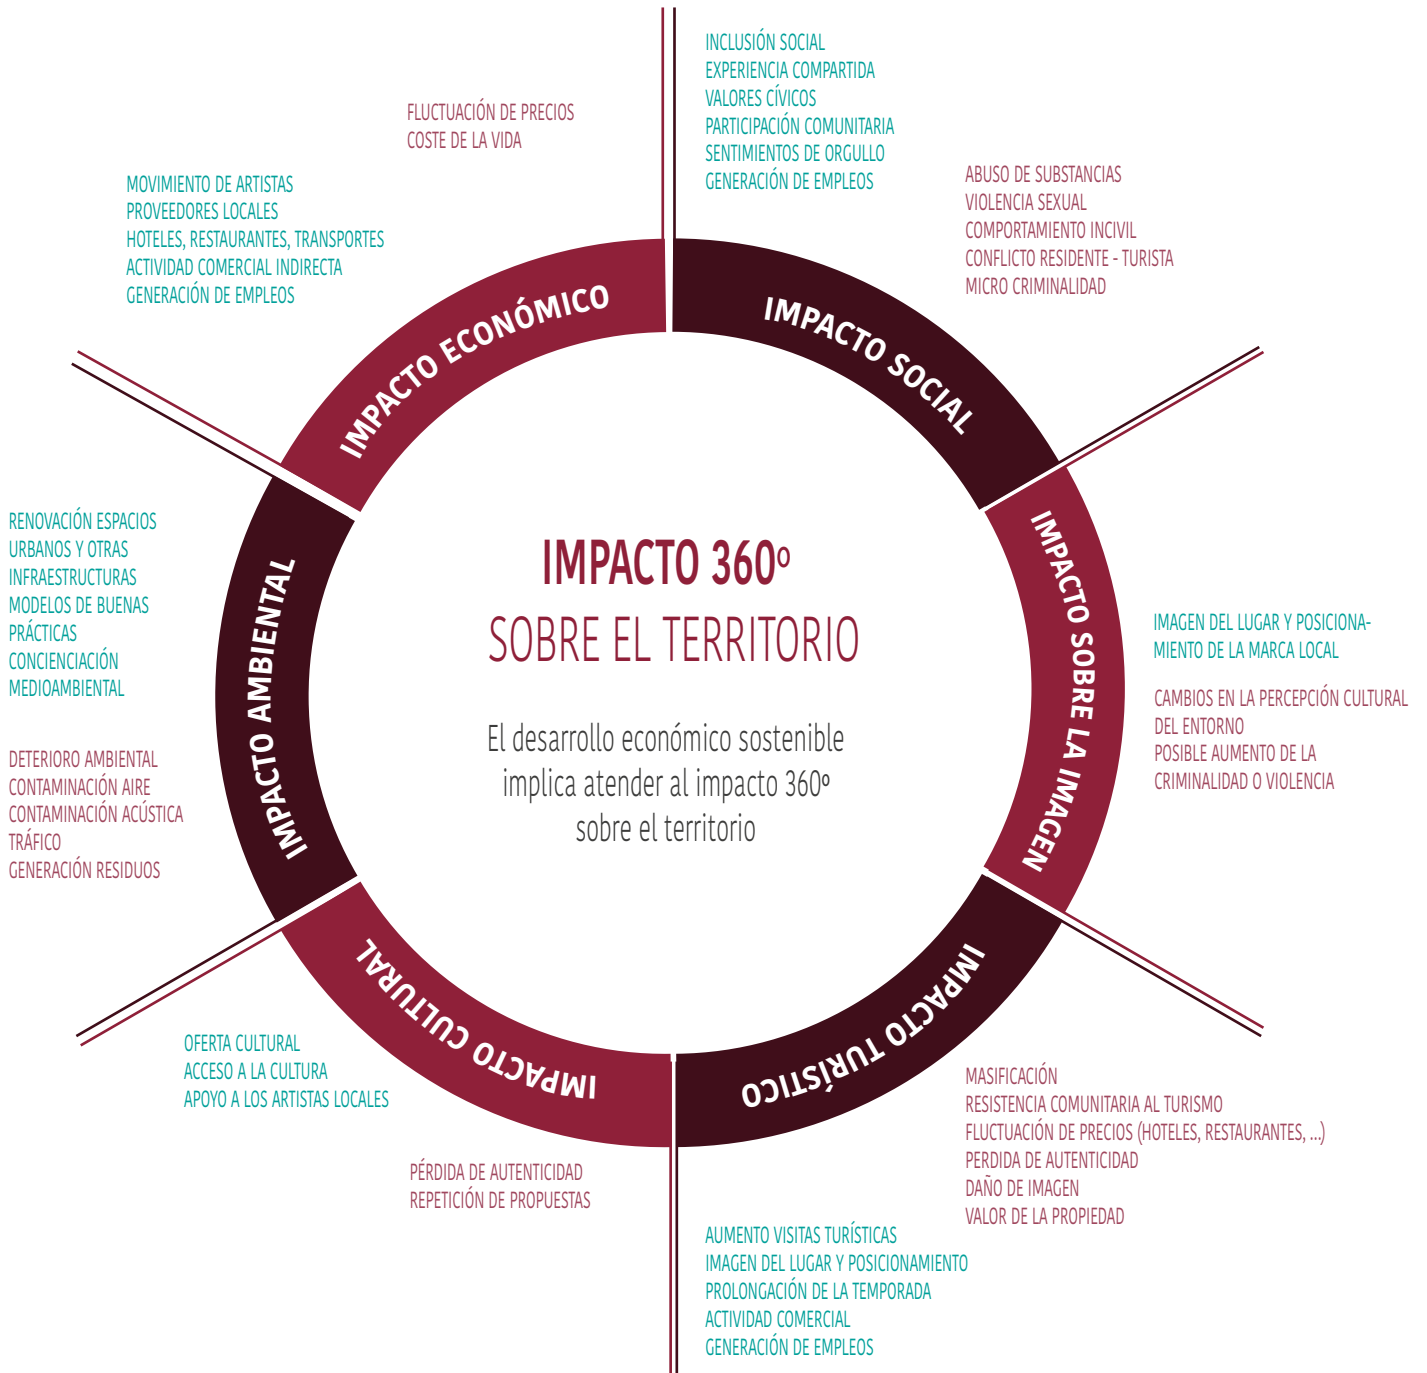 INCLUSIÓN SOCIAL
EXPERIENCIA COMPARTIDA
VALORES CÍVICOS
PARTICIPACIÓN COMUNITARIA
SENTIMIENTOS DE ORGULLO
GENERACIÓN DE EMPLEOS
FLUCTUACIÓN DE PRECIOS
COSTE DE LA VIDA
MOVIMIENTO DE ARTISTAS
PROVEEDORES LOCALES
HOTELES, RESTAURANTES, TRANSPORTES
ACTIVIDAD COMERCIAL INDIRECTA
GENERACIÓN DE EMPLEOS
ABUSO DE SUBSTANCIAS
VIOLENCIA SEXUAL
COMPORTAMIENTO INCIVIL
CONFLICTO RESIDENTE - TURISTA
MICRO CRIMINALIDAD
IMPACTO ECONÓMICO
IMPACTO SOCIAL
RENOVACIÓN ESPACIOS
URBANOS Y OTRAS
INFRAESTRUCTURAS
MODELOS DE BUENAS
PRÁCTICAS
CONCIENCIACIÓN
MEDIOAMBIENTAL
DETERIORO AMBIENTAL
CONTAMINACIÓN AIRE
CONTAMINACIÓN ACÚSTICA
TRÁFICO
GENERACIÓN RESIDUOS
IMPACTO AMBIENTAL
IMPACTO 360º
SOBRE EL TERRITORIO
El desarrollo económico sostenible
implica atender al impacto 360º
sobre el territorio
IMPACTO SOBRE LA IMAGEN
IMAGEN DEL LUGAR Y POSICIONA-
MIENTO DE LA MARCA LOCAL
CAMBIOS EN LA PERCEPCIÓN CULTURAL
DEL ENTORNO
POSIBLE AUMENTO DE LA
CRIMINALIDAD O VIOLENCIA
IMPACTO CULTURAL
IMPACTO TURÍSTICO
OFERTA CULTURAL
ACCESO A LA CULTURA
APOYO A LOS ARTISTAS LOCALES
PÉRDIDA DE AUTENTICIDAD
REPETICIÓN DE PROPUESTAS
MASIFICACIÓN
RESISTENCIA COMUNITARIA AL TURISMO
FLUCTUACIÓN DE PRECIOS (HOTELES, RESTAURANTES, ...)
PERDIDA DE AUTENTICIDAD
DAÑO DE IMAGEN
VALOR DE LA PROPIEDAD
AUMENTO VISITAS TURÍSTICAS
IMAGEN DEL LUGAR Y POSICIONAMIENTO
PROLONGACIÓN DE LA TEMPORADA
ACTIVIDAD COMERCIAL
GENERACIÓN DE EMPLEOS